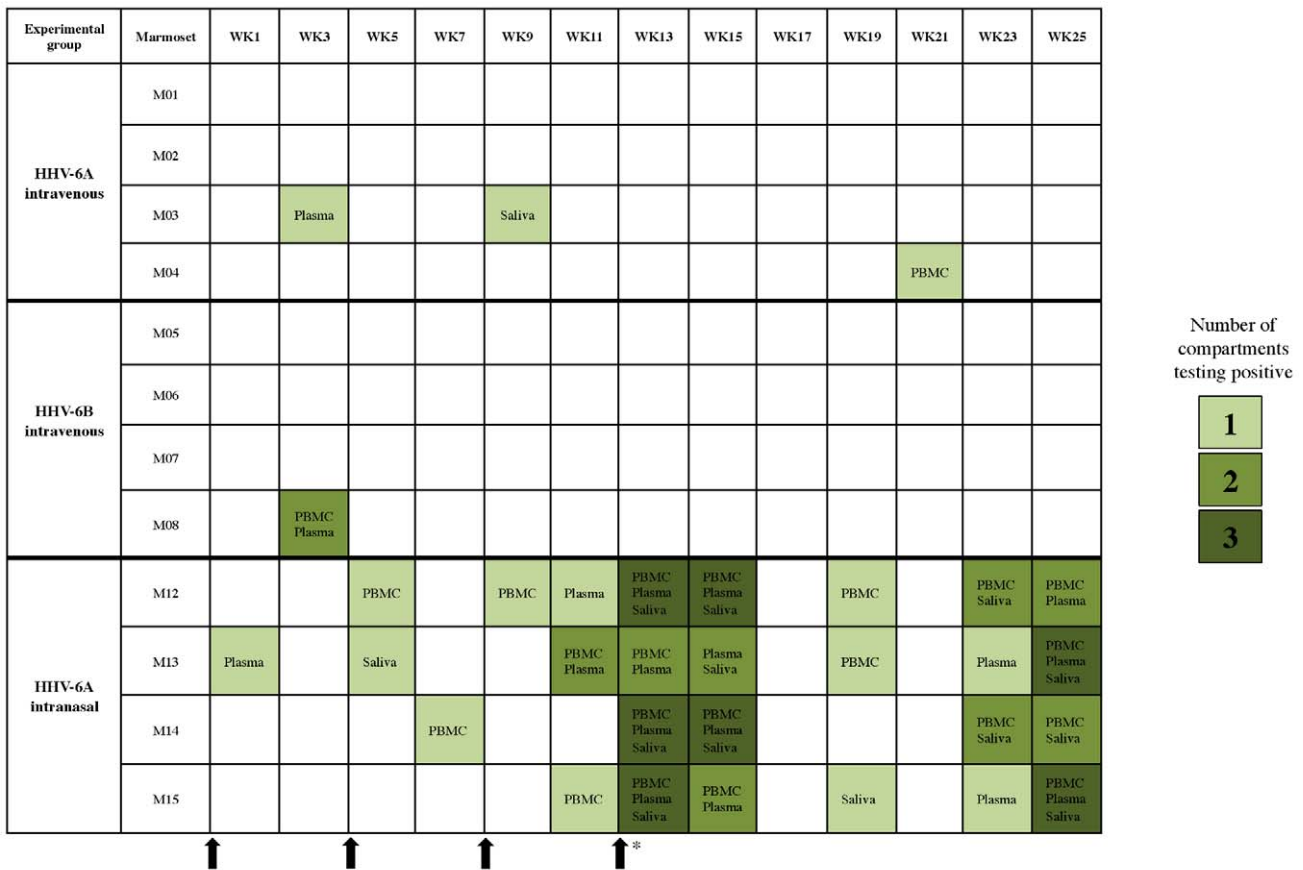 Experimental
group
Marmoset
WK1
WK3
WK5
WK7
WK9
WK11
WK13
WK15
WK17
WK19
WK21
WK23
WK25
HHV-6A
intravenous
M01
M02
M03
Plasma
Saliva
M04
PBMC
HHV-6B
intravenous
M05
M06
M07
M08
PBMC
Plasma
HHV-6A
intranasal
M12
PBMC
PBMC
Plasma
PBMC
Plasma
Saliva
PBMC
Plasma
Saliva
PBMC
PBMC
Saliva
PBMC
Plasma
M13
Plasma
Saliva
PBMC
Plasma
PBMC
Plasma
Plasma
Saliva
PBMC
Plasma
PBMC
Plasma
Saliva
M14
PBMC
PBMC
Plasma
Saliva
PBMC
Plasma
Saliva
PBMC
Saliva
PBMC
Saliva
M15
PBMC
PBMC
Plasma
Saliva
PBMC
Plasma
Saliva
Plasma
PBMC
Plasma
Saliva
*
Number of
compartments
testing positive
1
2
3